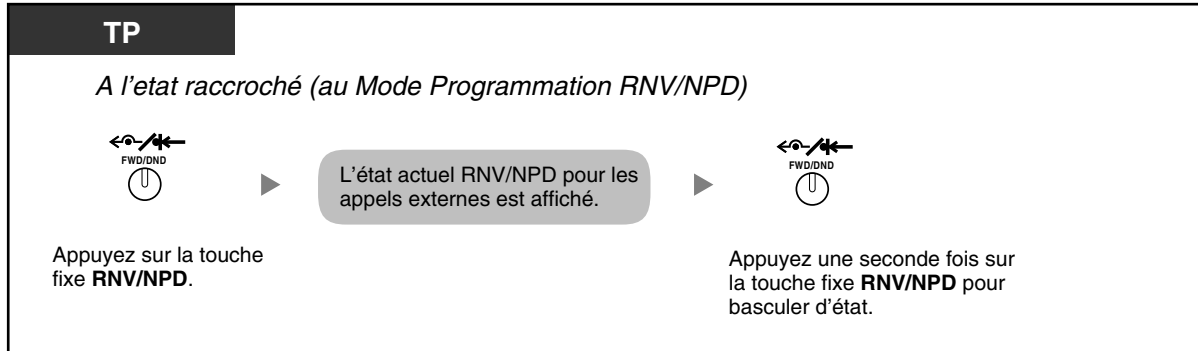 TP
A l'etat raccroché (au Mode Programmation RNV/NPD)
FWD/DND
L'état actuel RNV/NPD pour les
appels externes est affiché.
FWD/DND
Appuyez sur la touche
fixe RNV/NPD.
Appuyez une seconde fois sur
la touche fixe RNV/NPD pour
basculer d'état.